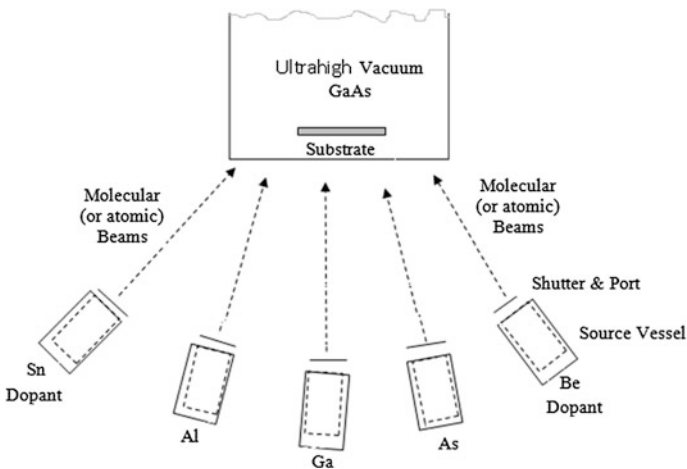 Ultrahigh Vacuum
GaAs
Substrate
Molecular
(or atomic)
Beams
Molecular
(or atomic)
Beams
Shutter & Port
Source Vessel
Sn
Dopant
Al
Ga
As
Be
Dopant